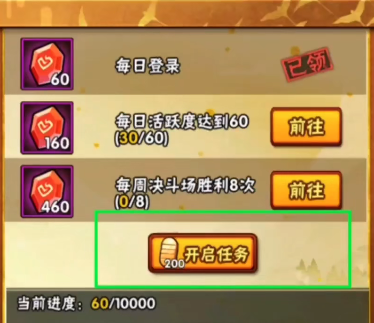 60
每日登录
已领
160
每日活跃度达到60
(30/60)
前往
460
每周决斗场胜利8次
(0/8)
前往
200
开启任务
当前进度：60/10000